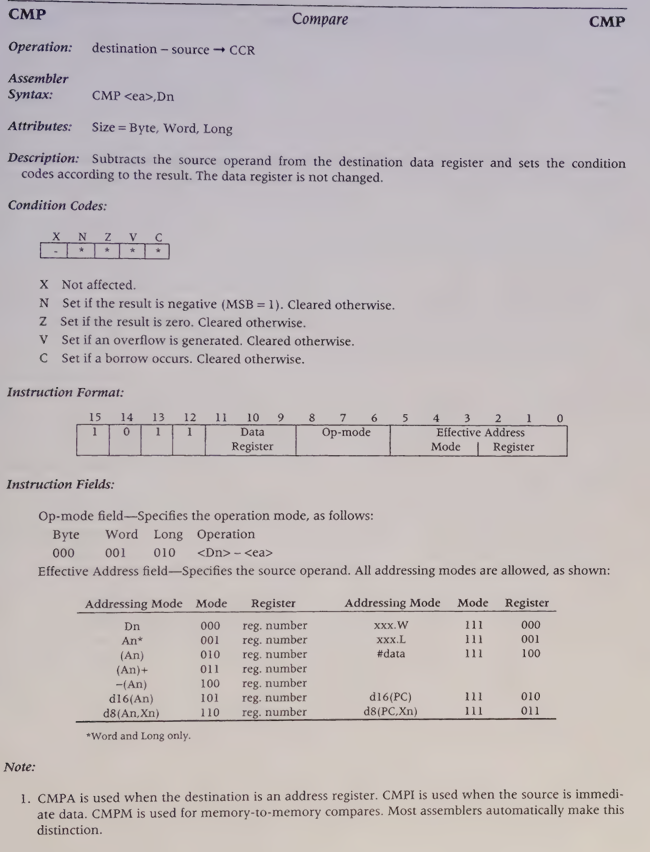 CMP Compare CMP
Operation: destination – source → CCR
Assembler
Syntax: CMP <ea>,Dn
Attributes: Size = Byte, Word, Long
Description: Subtracts the source operand from the destination data register and sets the condition
codes according to the result. The data register is not changed.
Condition Codes:
X N Z V C
- * * * *
X Not affected.
N Set if the result is negative (MSB = 1). Cleared otherwise.
Z Set if the result is zero. Cleared otherwise.
V Set if an overflow is generated. Cleared otherwise.
C Set if a borrow occurs. Cleared otherwise.
Instruction Format:
15 14 13 12 11 10 9 8 7 6 5 4 3 2 1 0
1 0 1 1 Data Op-mode Effective Address
Register Mode Register
Instruction Fields:
Op-mode field—Specifies the operation mode, as follows:
Byte Word Long Operation
000 001 010 <Dn> – <ea>
Effective Address field—Specifies the source operand. All addressing modes are allowed, as shown:
Addressing Mode Mode Register Addressing Mode Mode Register
Dn 000 reg. number xxx.W 111 000
An* 001 reg. number xxx.L 111 001
(An) 010 reg. number #data 111 100
(An)+ 011 reg. number
–(An) 100 reg. number
d16(An) 101 reg. number d16(PC) 111 010
d8(An,Xn) 110 reg. number d8(PC,Xn) 111 011
*Word and Long only.
Note:
1. CMPA is used when the destination is an address register. CMPI is used when the source is immedi-
ate data. CMPM is used for memory-to-memory compares. Most assemblers automatically make this
distinction.